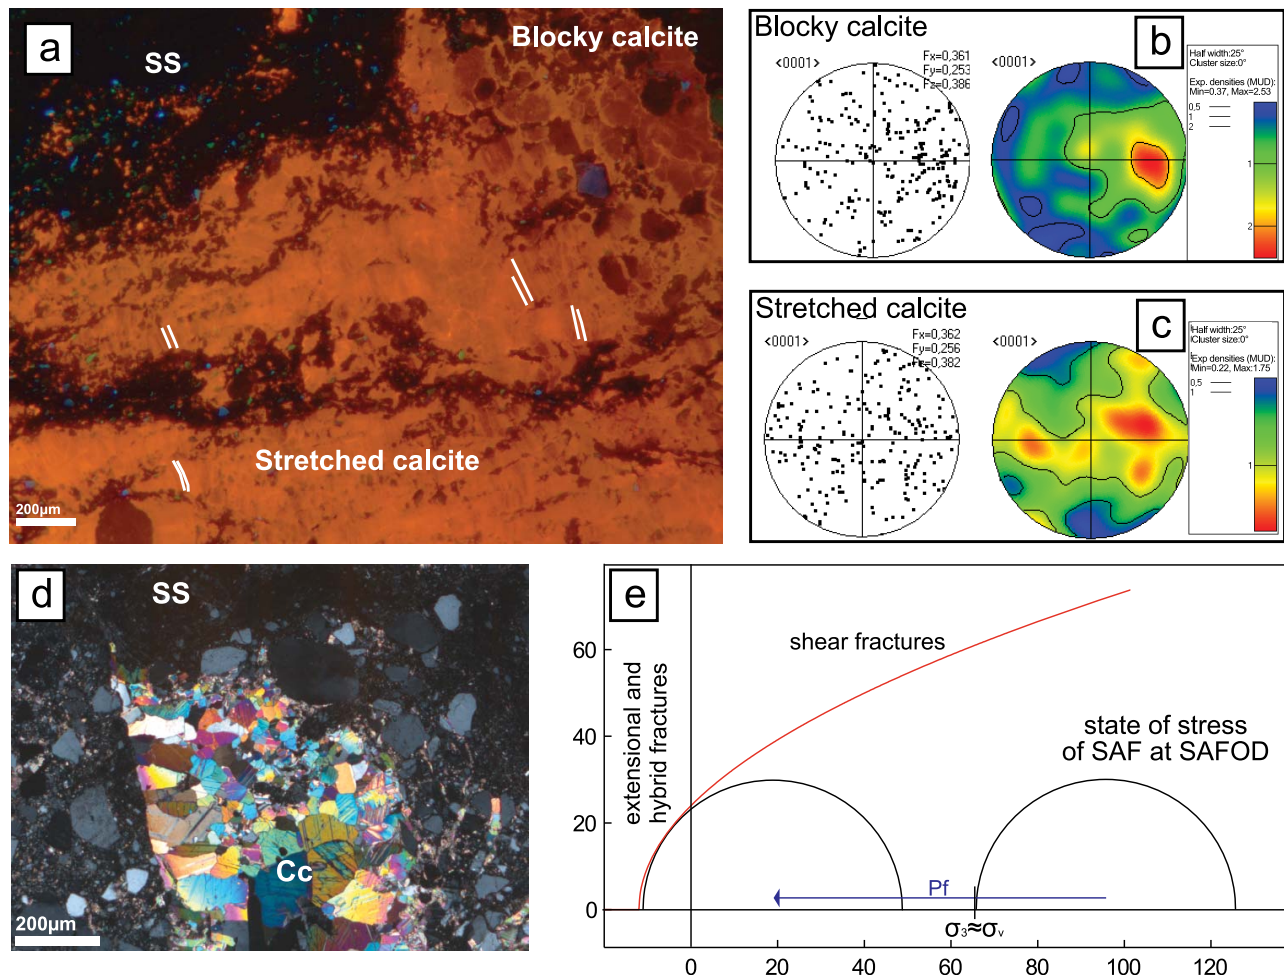 a
SS
Blocky calcite
Stretched calcite
200µm
Blocky calcite
b
<0001>
Fx=0,361
Fy=0,253
Fz=0,386
<0001>
Half width:25°
Cluster size:0°
Exp. densities (MUD):
Min=0.37, Max=2.53
0,5
1
2
1
2
Stretched calcite
c
<0001>
Fx=0,362
Fy=0,256
0,382
<0001>
Half width:25°
Cluster size:0°
Exp. densities (MUD):
Min=0.22, Max:1.75
0,5
1
1
d
SS
Cc
200µm
e
extensional and
hybrid fractures
shear fractures
state of stress
of SAF at SAFOD
Pf
σ3≈σv
60
40
20
0
0
20
40
60
80
100
120